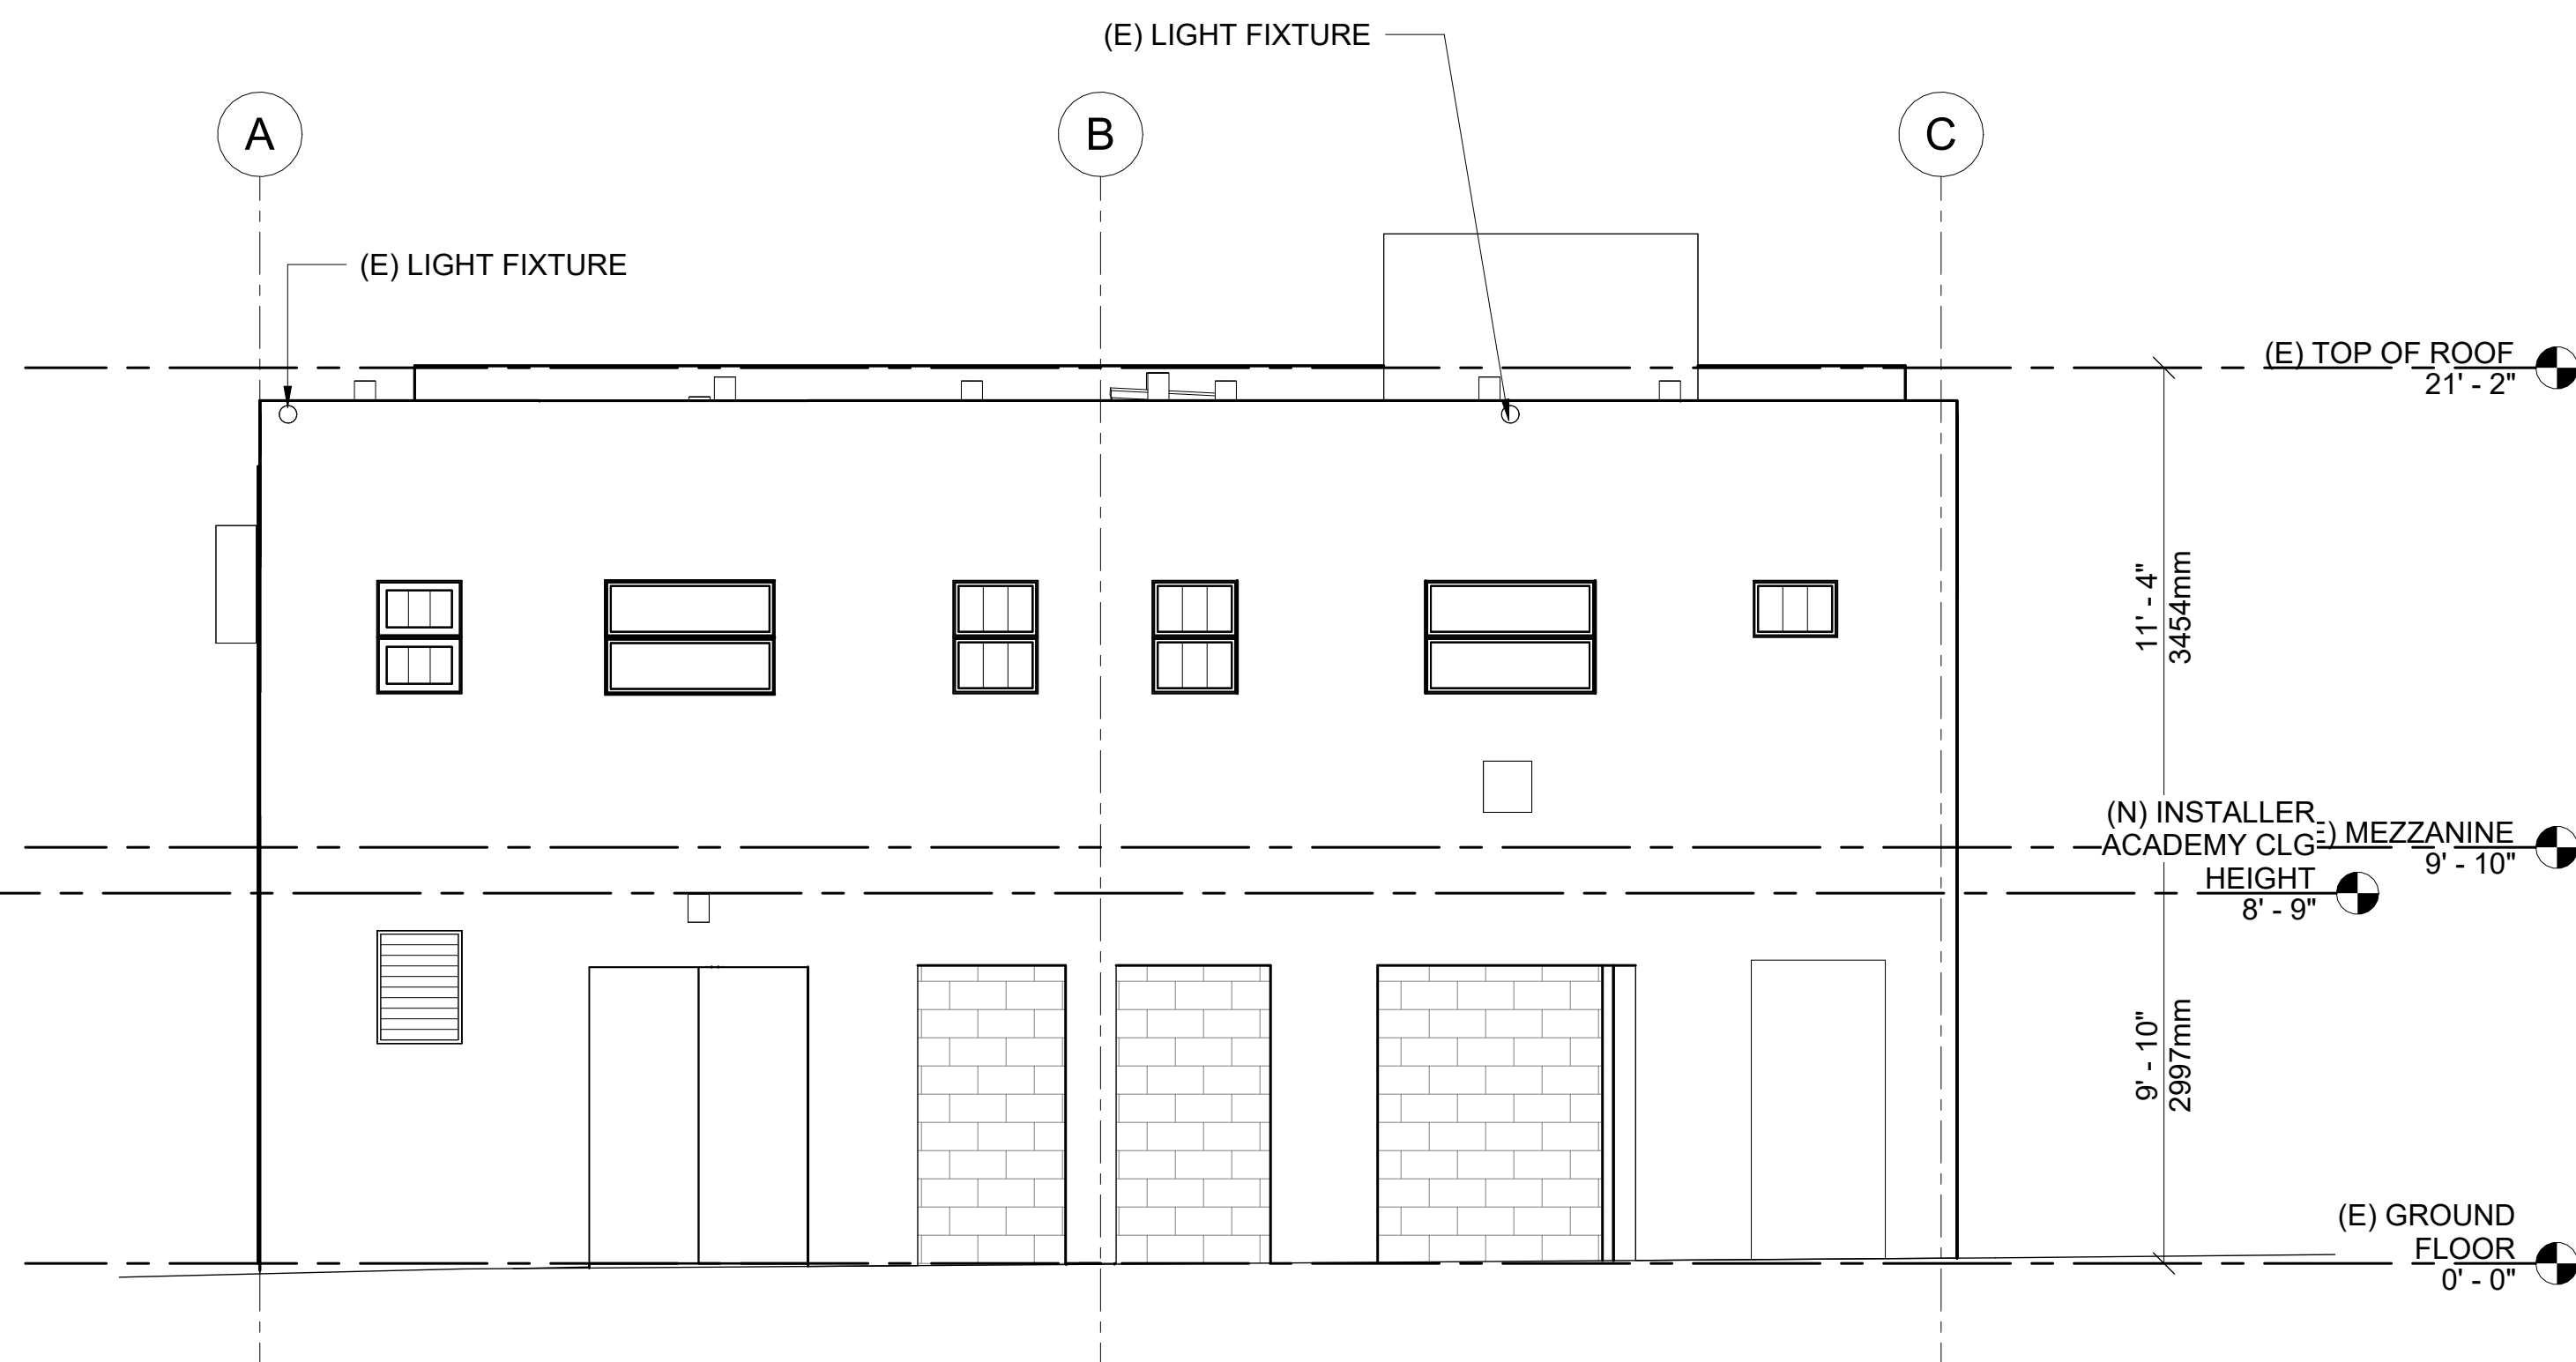 (E) LIGHT FIXTURE
A
B
C
(E) LIGHT FIXTURE
(E) TOP OF ROOF
21' - 2"
11' - 4"
3454mm
(N) INSTALLER
ACADEMY CLG
HEIGHT
8' - 9"
E) MEZZANINE
9' - 10"
9' - 10"
2997mm
(E) GROUND
FLOOR
0' - 0"